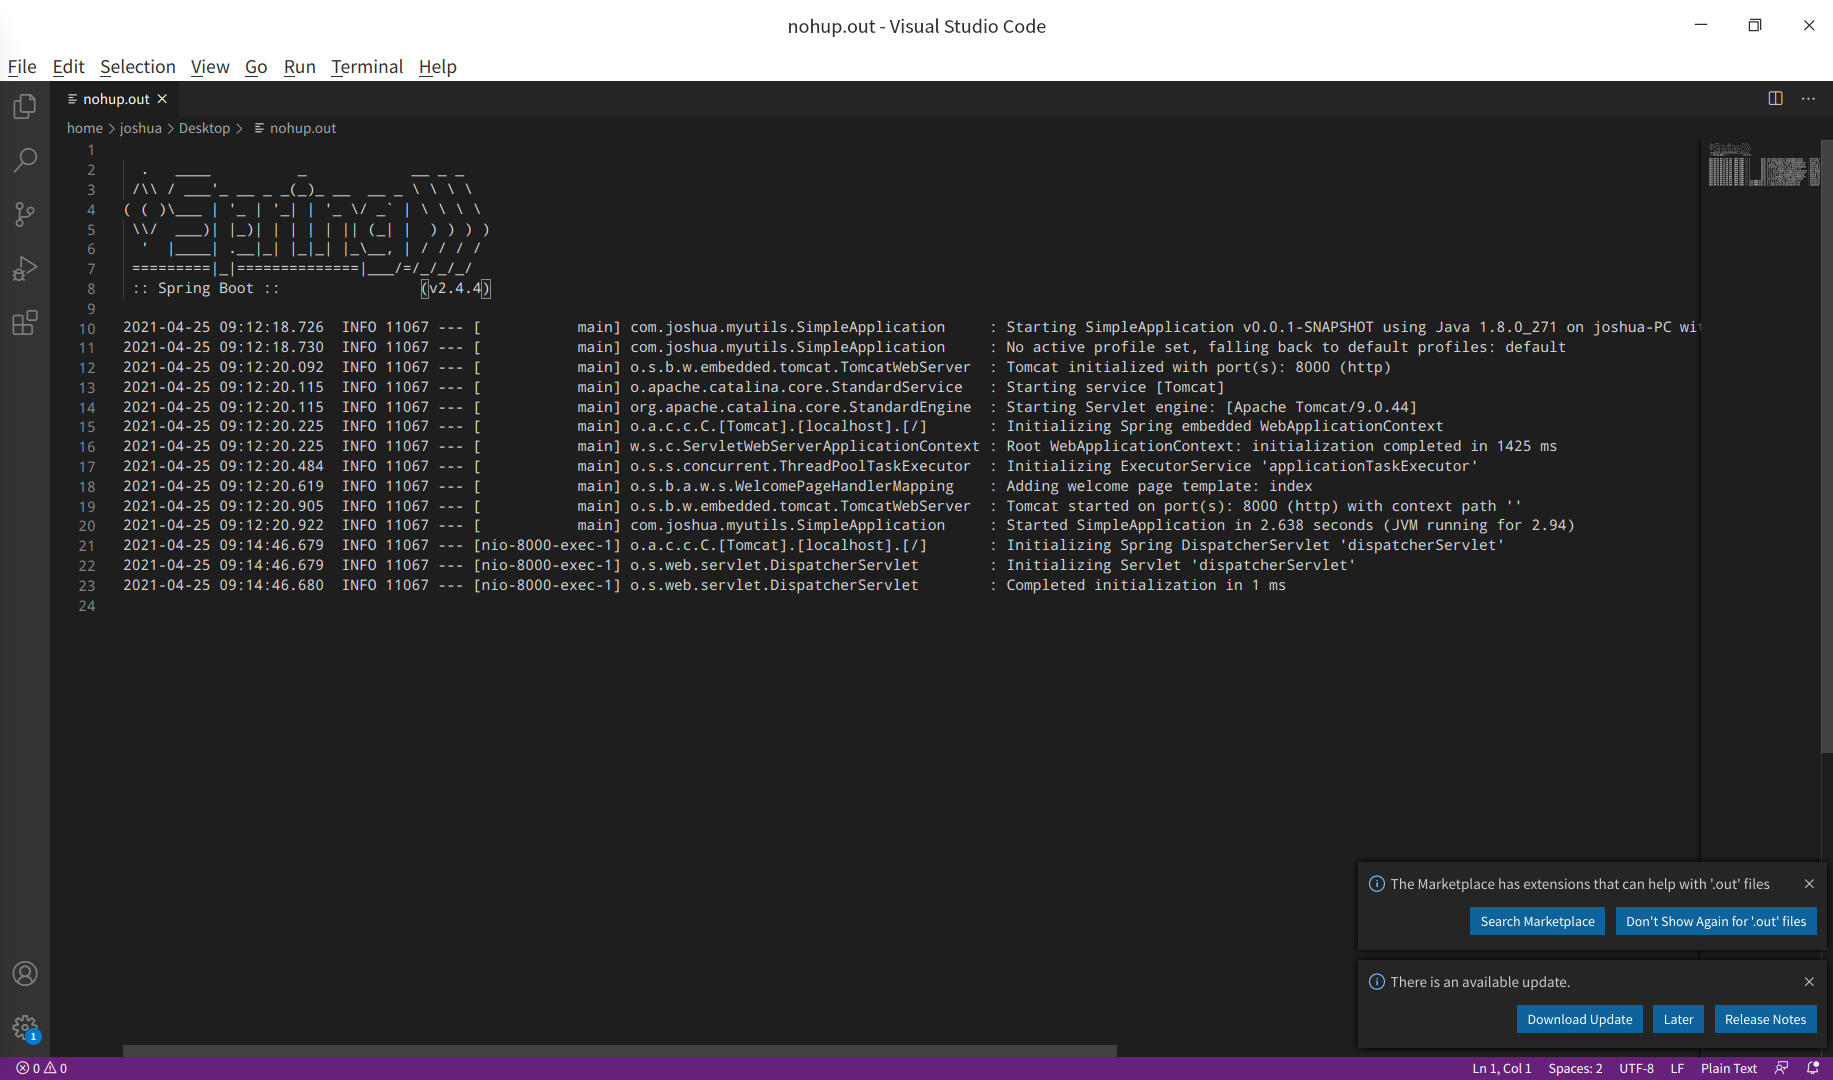 nohup.out - Visual Studio Code
File Edit Selection View Go Run Terminal Help
nohup.out
home > joshua > Desktop > nohup.out
1
2   .   ____          _            __ _ _
3  /\\ / ___'_ __ _ _(_)_ __  __ _ \ \ \ \
4 ( ( )\___ | '_ | '_| | '_ \/ _` | \ \ \ \
5  \\/  ___)| |_)| | | | | || (_| |  ) ) ) )
6   '  |____| .__|_| |_|_| |_\__, | / / / /
7  =========|_|==============|___/=/_/_/_/
8  :: Spring Boot ::                (v2.4.4)
9
10 2021-04-25 09:12:18.726  INFO 11067 --- [           main] com.joshua.myutils.SimpleApplication     : Starting SimpleApplication v0.0.1-SNAPSHOT using Java 1.8.0_271 on joshua-PC wit
11 2021-04-25 09:12:18.730  INFO 11067 --- [           main] com.joshua.myutils.SimpleApplication     : No active profile set, falling back to default profiles: default
12 2021-04-25 09:12:20.092  INFO 11067 --- [           main] o.s.b.w.embedded.tomcat.TomcatWebServer  : Tomcat initialized with port(s): 8000 (http)
13 2021-04-25 09:12:20.115  INFO 11067 --- [           main] o.apache.catalina.core.StandardService   : Starting service [Tomcat]
14 2021-04-25 09:12:20.115  INFO 11067 --- [           main] org.apache.catalina.core.StandardEngine  : Starting Servlet engine: [Apache Tomcat/9.0.44]
15 2021-04-25 09:12:20.225  INFO 11067 --- [           main] o.a.c.c.C.[Tomcat].[localhost].[/]       : Initializing Spring embedded WebApplicationContext
16 2021-04-25 09:12:20.225  INFO 11067 --- [           main] w.s.c.ServletWebServerApplicationContext : Root WebApplicationContext: initialization completed in 1425 ms
17 2021-04-25 09:12:20.484  INFO 11067 --- [           main] o.s.s.concurrent.ThreadPoolTaskExecutor  : Initializing ExecutorService 'applicationTaskExecutor'
18 2021-04-25 09:12:20.619  INFO 11067 --- [           main] o.s.b.a.w.s.WelcomePageHandlerMapping    : Adding welcome page template: index
19 2021-04-25 09:12:20.905  INFO 11067 --- [           main] o.s.b.w.embedded.tomcat.TomcatWebServer  : Tomcat started on port(s): 8000 (http) with context path ''
20 2021-04-25 09:12:20.922  INFO 11067 --- [           main] com.joshua.myutils.SimpleApplication     : Started SimpleApplication in 2.638 seconds (JVM running for 2.94)
21 2021-04-25 09:14:46.679  INFO 11067 --- [nio-8000-exec-1] o.a.c.c.C.[Tomcat].[localhost].[/]       : Initializing Spring DispatcherServlet 'dispatcherServlet'
22 2021-04-25 09:14:46.679  INFO 11067 --- [nio-8000-exec-1] o.s.web.servlet.DispatcherServlet        : Initializing Servlet 'dispatcherServlet'
23 2021-04-25 09:14:46.680  INFO 11067 --- [nio-8000-exec-1] o.s.web.servlet.DispatcherServlet        : Completed initialization in 1 ms
24
The Marketplace has extensions that can help with '.out' files
Search Marketplace Don't Show Again for '.out' files
There is an available update.
Download Update Later Release Notes
1
0 0 Ln 1, Col 1 Spaces: 2 UTF-8 LF Plain Text